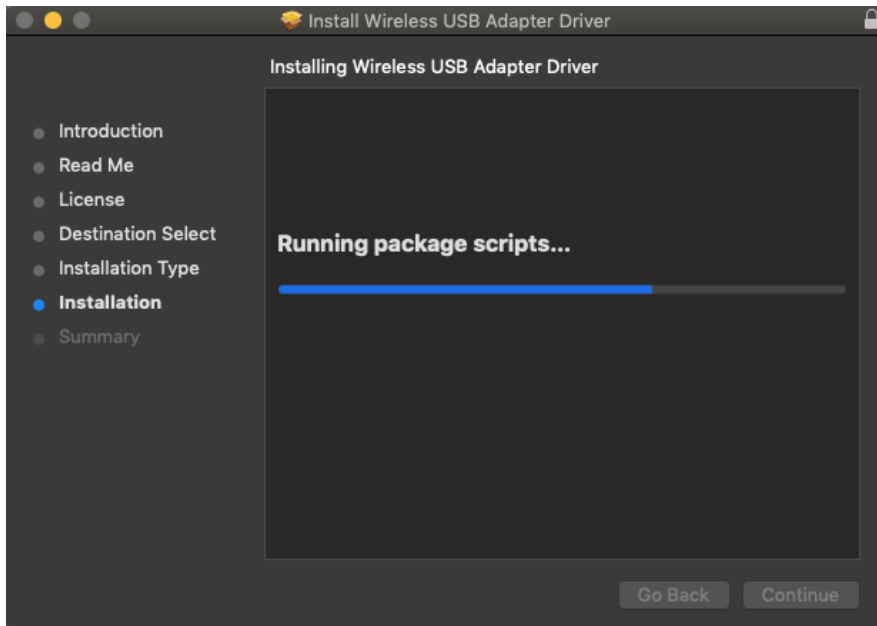 Install Wireless USB Adapter Driver
Installing Wireless USB Adapter Driver
Introduction
Read Me
License
Destination Select
Installation Type
Installation
Summary
Running package scripts...
Go Back
Continue